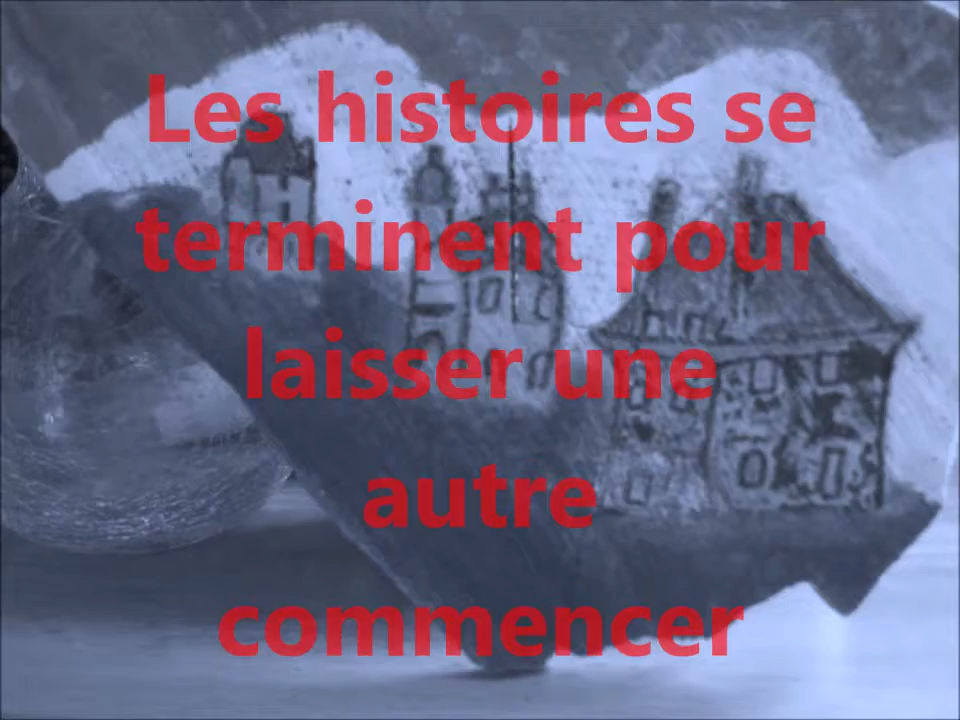 Les histoires se
terminent pour
laisser une
autre
commencer